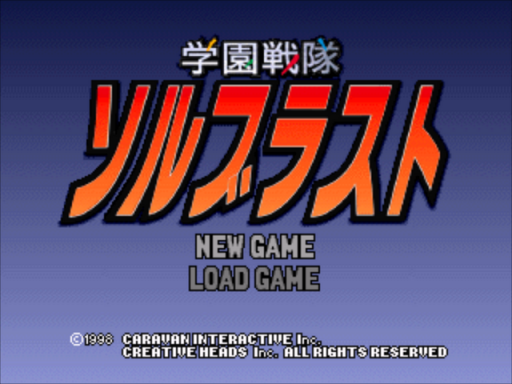 学園戦隊
ソルブラスト
NEW GAME
LOAD GAME
©1998 CARAVAN INTERACTIVE Inc.
CREATIVE HEADS Inc. ALL RIGHTS RESERVED